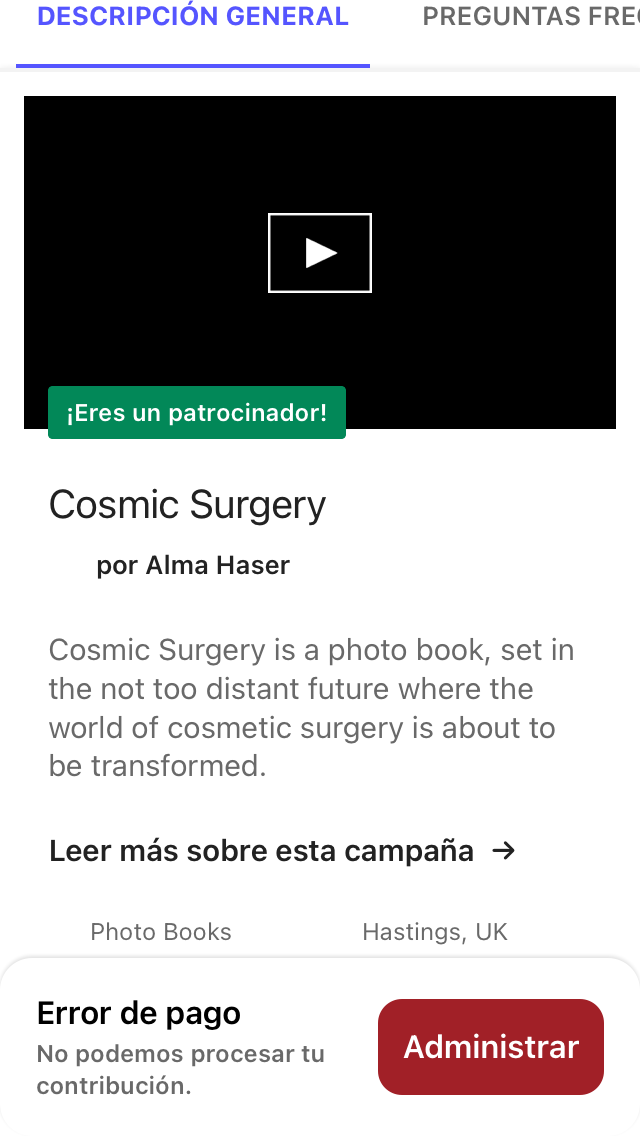 DESCRIPCIÓN GENERAL PREGUNTAS
¡Eres un patrocinador!
Cosmic Surgery
por Alma Haser
Cosmic Surgery is a photo book, set in
the not too distant future where the
world of cosmetic surgery is about to
be transformed.
Leer más sobre esta campaña →
Photo Books Hastings, UK
Error de pago
No podemos procesar tu
contribución.
Administrar